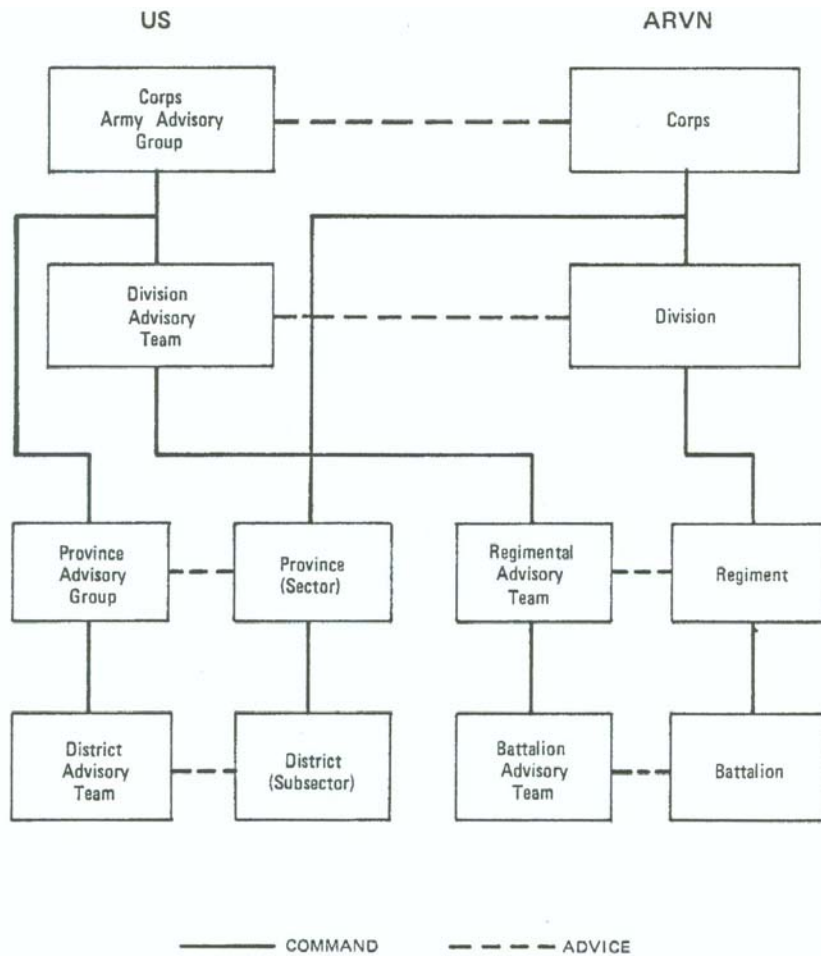 US
ARVN
Corps
Army Advisory
Group
Corps
Division
Advisory
Team
Division
Province
Advisory
Group
Province
(Sector)
Regimental
Advisory
Team
Regiment
District
Advisory
Team
District
(Subsector)
Battalion
Advisory
Team
Battalion
COMMAND
ADVICE